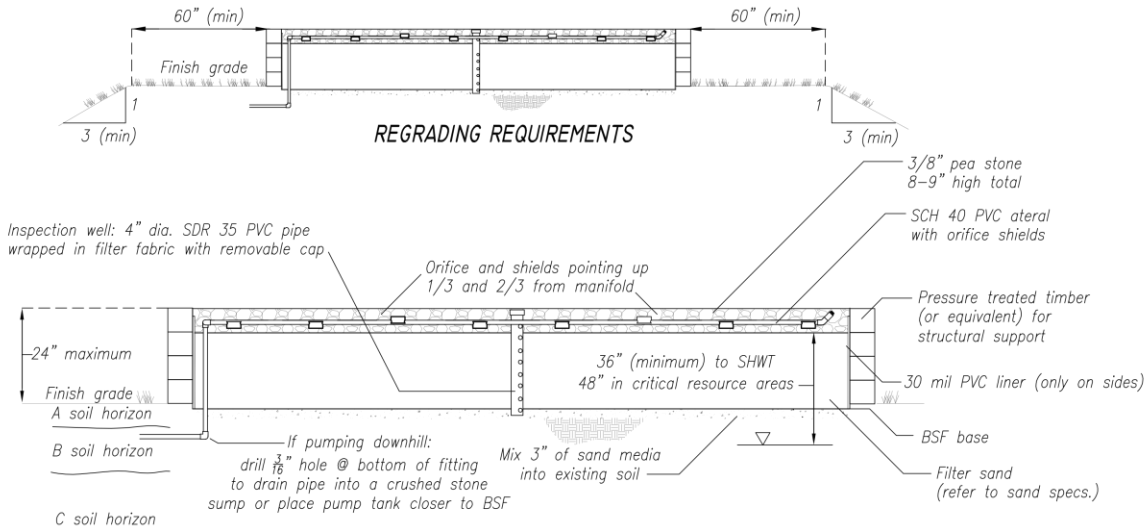 60" (min)
60" (min)
Finish grade
1
1
3 (min)
3 (min)
REGRADING REQUIREMENTS
3/8" pea stone
8-9" high total
SCH 40 PVC ateral
with orifice shields
Inspection well: 4" dia. SDR 35 PVC pipe
wrapped in filter fabric with removable cap
Orifice and shields pointing up
1/3 and 2/3 from manifold
Pressure treated timber
(or equivalent) for
structural support
24" maximum
36" (minimum) to SHWT
48" in critical resource areas
30 mil PVC liner (only on sides)
Finish grade
A soil horizon
B soil horizon
C soil horizon
If pumping downhill:
drill 3/16" hole @ bottom of fitting
to drain pipe into a crushed stone
sump or place pump tank closer to BSF
Mix 3" of sand media
into existing soil
BSF base
Filter sand
(refer to sand specs.)